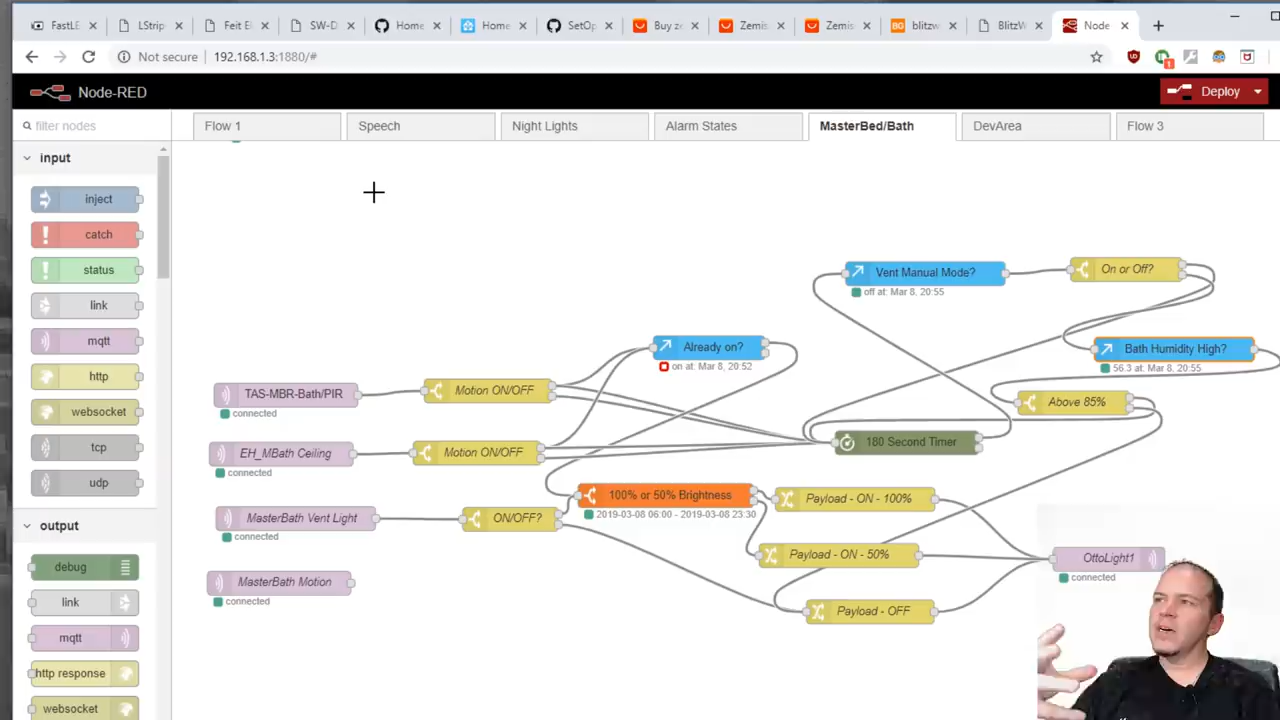 FastLE
LStrip
Feit El
SW-D
Home
Home
SetOp
Buy ze
Zemis
Zemis
blitzw
BlitzW
Node
Not secure
192.168.1.3:1880/#
1
Node-RED
Deploy
filter nodes
Flow 1
Speech
Night Lights
Alarm States
MasterBed/Bath
DevArea
Flow 3
input
inject
catch
status
link
mqtt
http
websocket
tcp
udp
output
debug
link
mqtt
http response
websocket
Vent Manual Mode?
off at: Mar 8, 20:55
On or Off?
Already on?
on at: Mar 8, 20:52
Bath Humidity High?
56.3 at: Mar 8, 20:55
TAS-MBR-Bath/PIR
connected
Motion ON/OFF
Above 85%
EH_MBath Ceiling
connected
Motion ON/OFF
180 Second Timer
100% or 50% Brightness
2019-03-08 06:00 - 2019-03-08 23:30
Payload - ON - 100%
MasterBath Vent Light
connected
ON/OFF?
Payload - ON - 50%
OttoLight1
connected
MasterBath Motion
connected
Payload - OFF